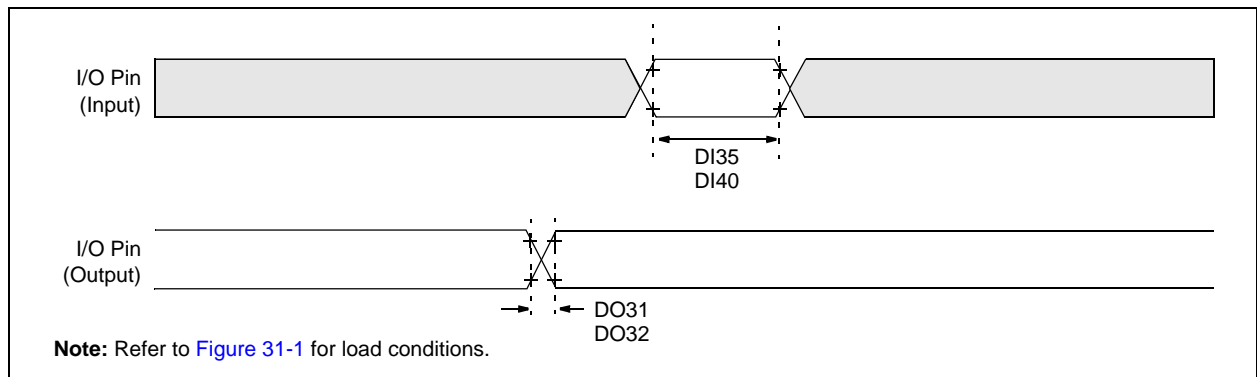 I/O Pin
(Input)
DI35
DI40
I/O Pin
(Output)
DO31
DO32
Note: Refer to Figure 31-1 for load conditions.